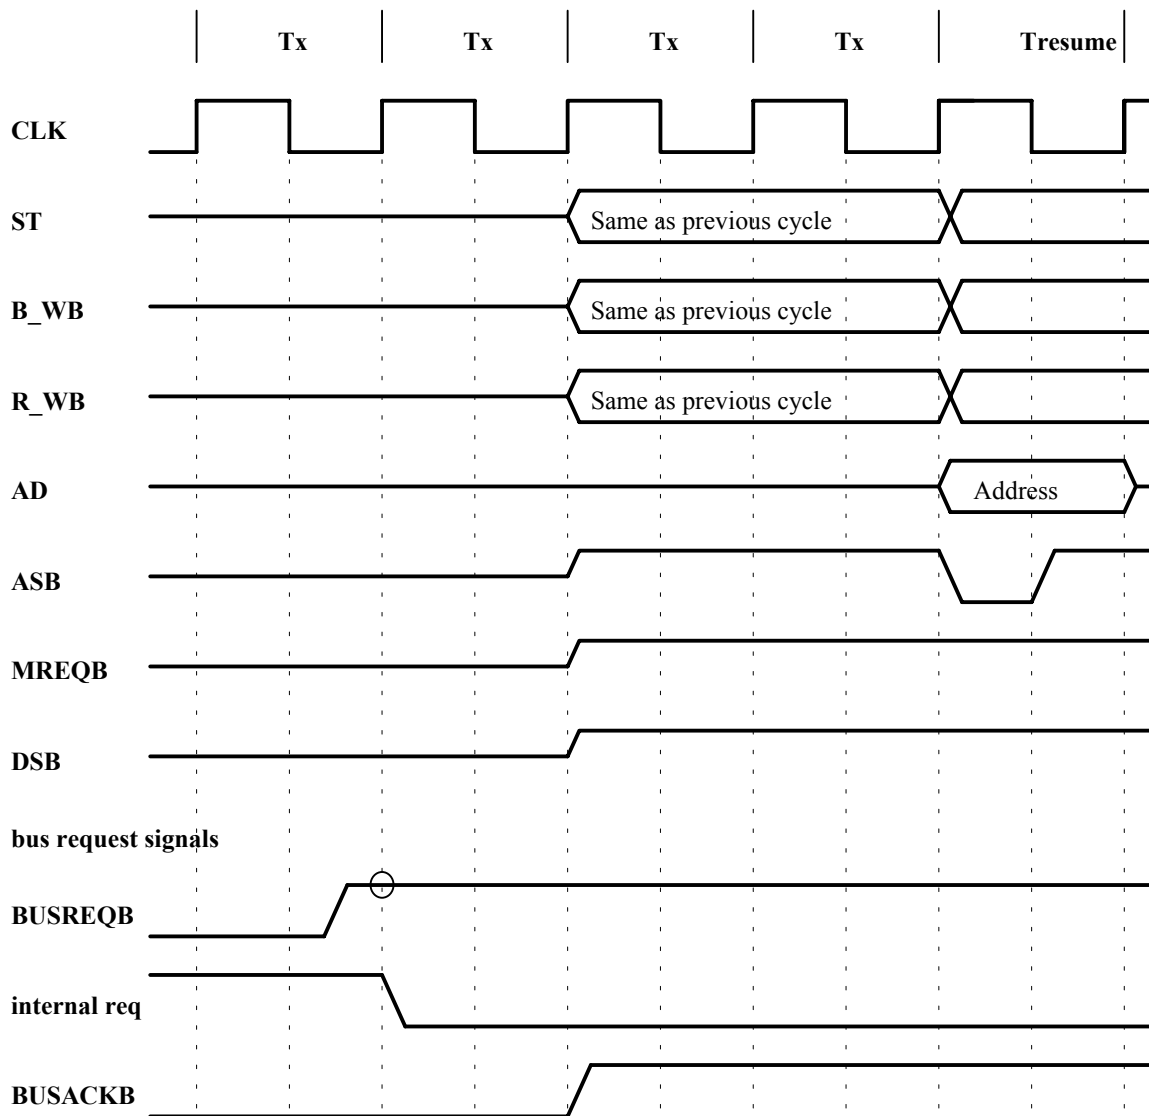 Tx Tx Tx Tx Tresume
CLK
ST Same as previous cycle
B_WB Same as previous cycle
R_WB Same as previous cycle
AD Address
ASB
MREQB
DSB
bus request signals
BUSREQB
internal req
BUSACKB